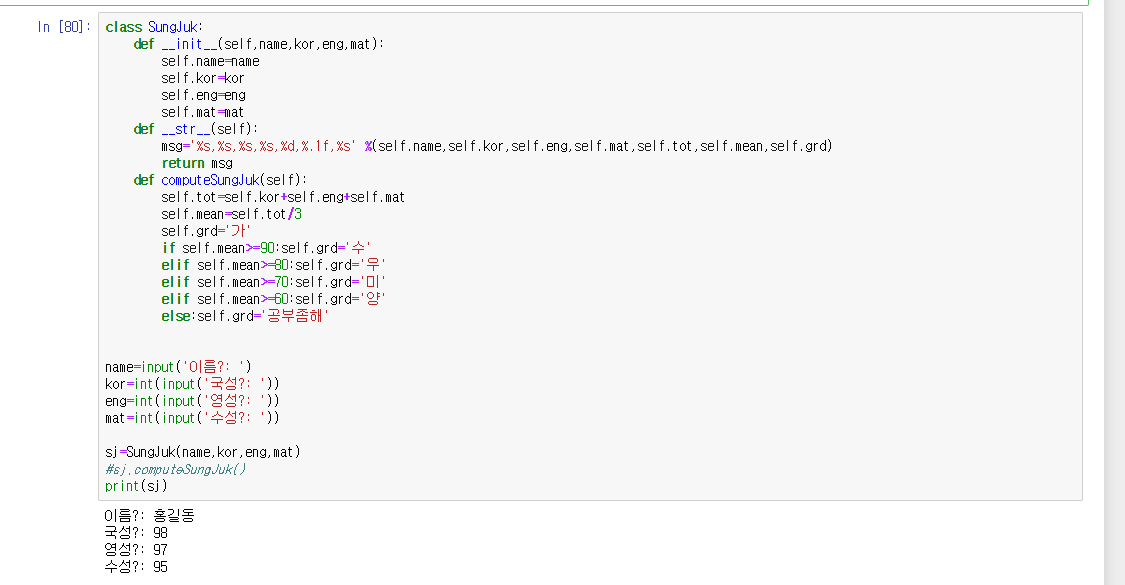 In [80]:
class SungJuk:
    def __init__(self,name,kor,eng,mat):
        self.name=name
        self.kor=kor
        self.eng=eng
        self.mat=mat
    def __str__(self):
        msg='%s,%s,%s,%s,%d,%.1f,%s' %(self.name,self.kor,self.eng,self.mat,self.tot,self.mean,self.grd)
        return msg
    def computeSungJuk(self):
        self.tot=self.kor+self.eng+self.mat
        self.mean=self.tot/3
        self.grd='가'
        if self.mean>=90:self.grd='수'
        elif self.mean>=80:self.grd='우'
        elif self.mean>=70:self.grd='미'
        elif self.mean>=60:self.grd='양'
        else:self.grd='공부좀해'
name=input('이름?: ')
kor=int(input('국성?: '))
eng=int(input('영성?: '))
mat=int(input('수성?: '))
sj=SungJuk(name,kor,eng,mat)
#sj.computeSungJuk()
print(sj)
이름?: 홍길동
국성?: 98
영성?: 97
수성?: 95